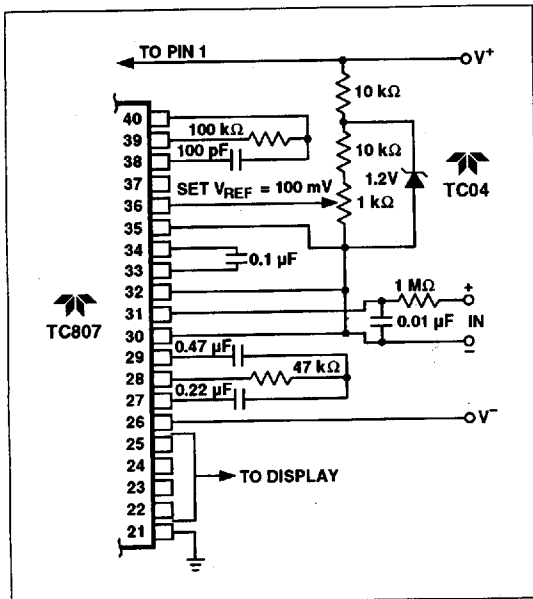 TO PIN 1
V+
10 kΩ
40
100 kΩ
39
100 pF
38
10 kΩ
37
1.2V
TC04
SET VREF = 100 mV
36
1 kΩ
35
34
0.1 µF
33
32
1 MΩ
+
31
TC807
0.01 µF
IN
30
–
0.47 µF
29
47 kΩ
28
0.22 µF
27
26
V–
25
24
TO DISPLAY
23
22
21